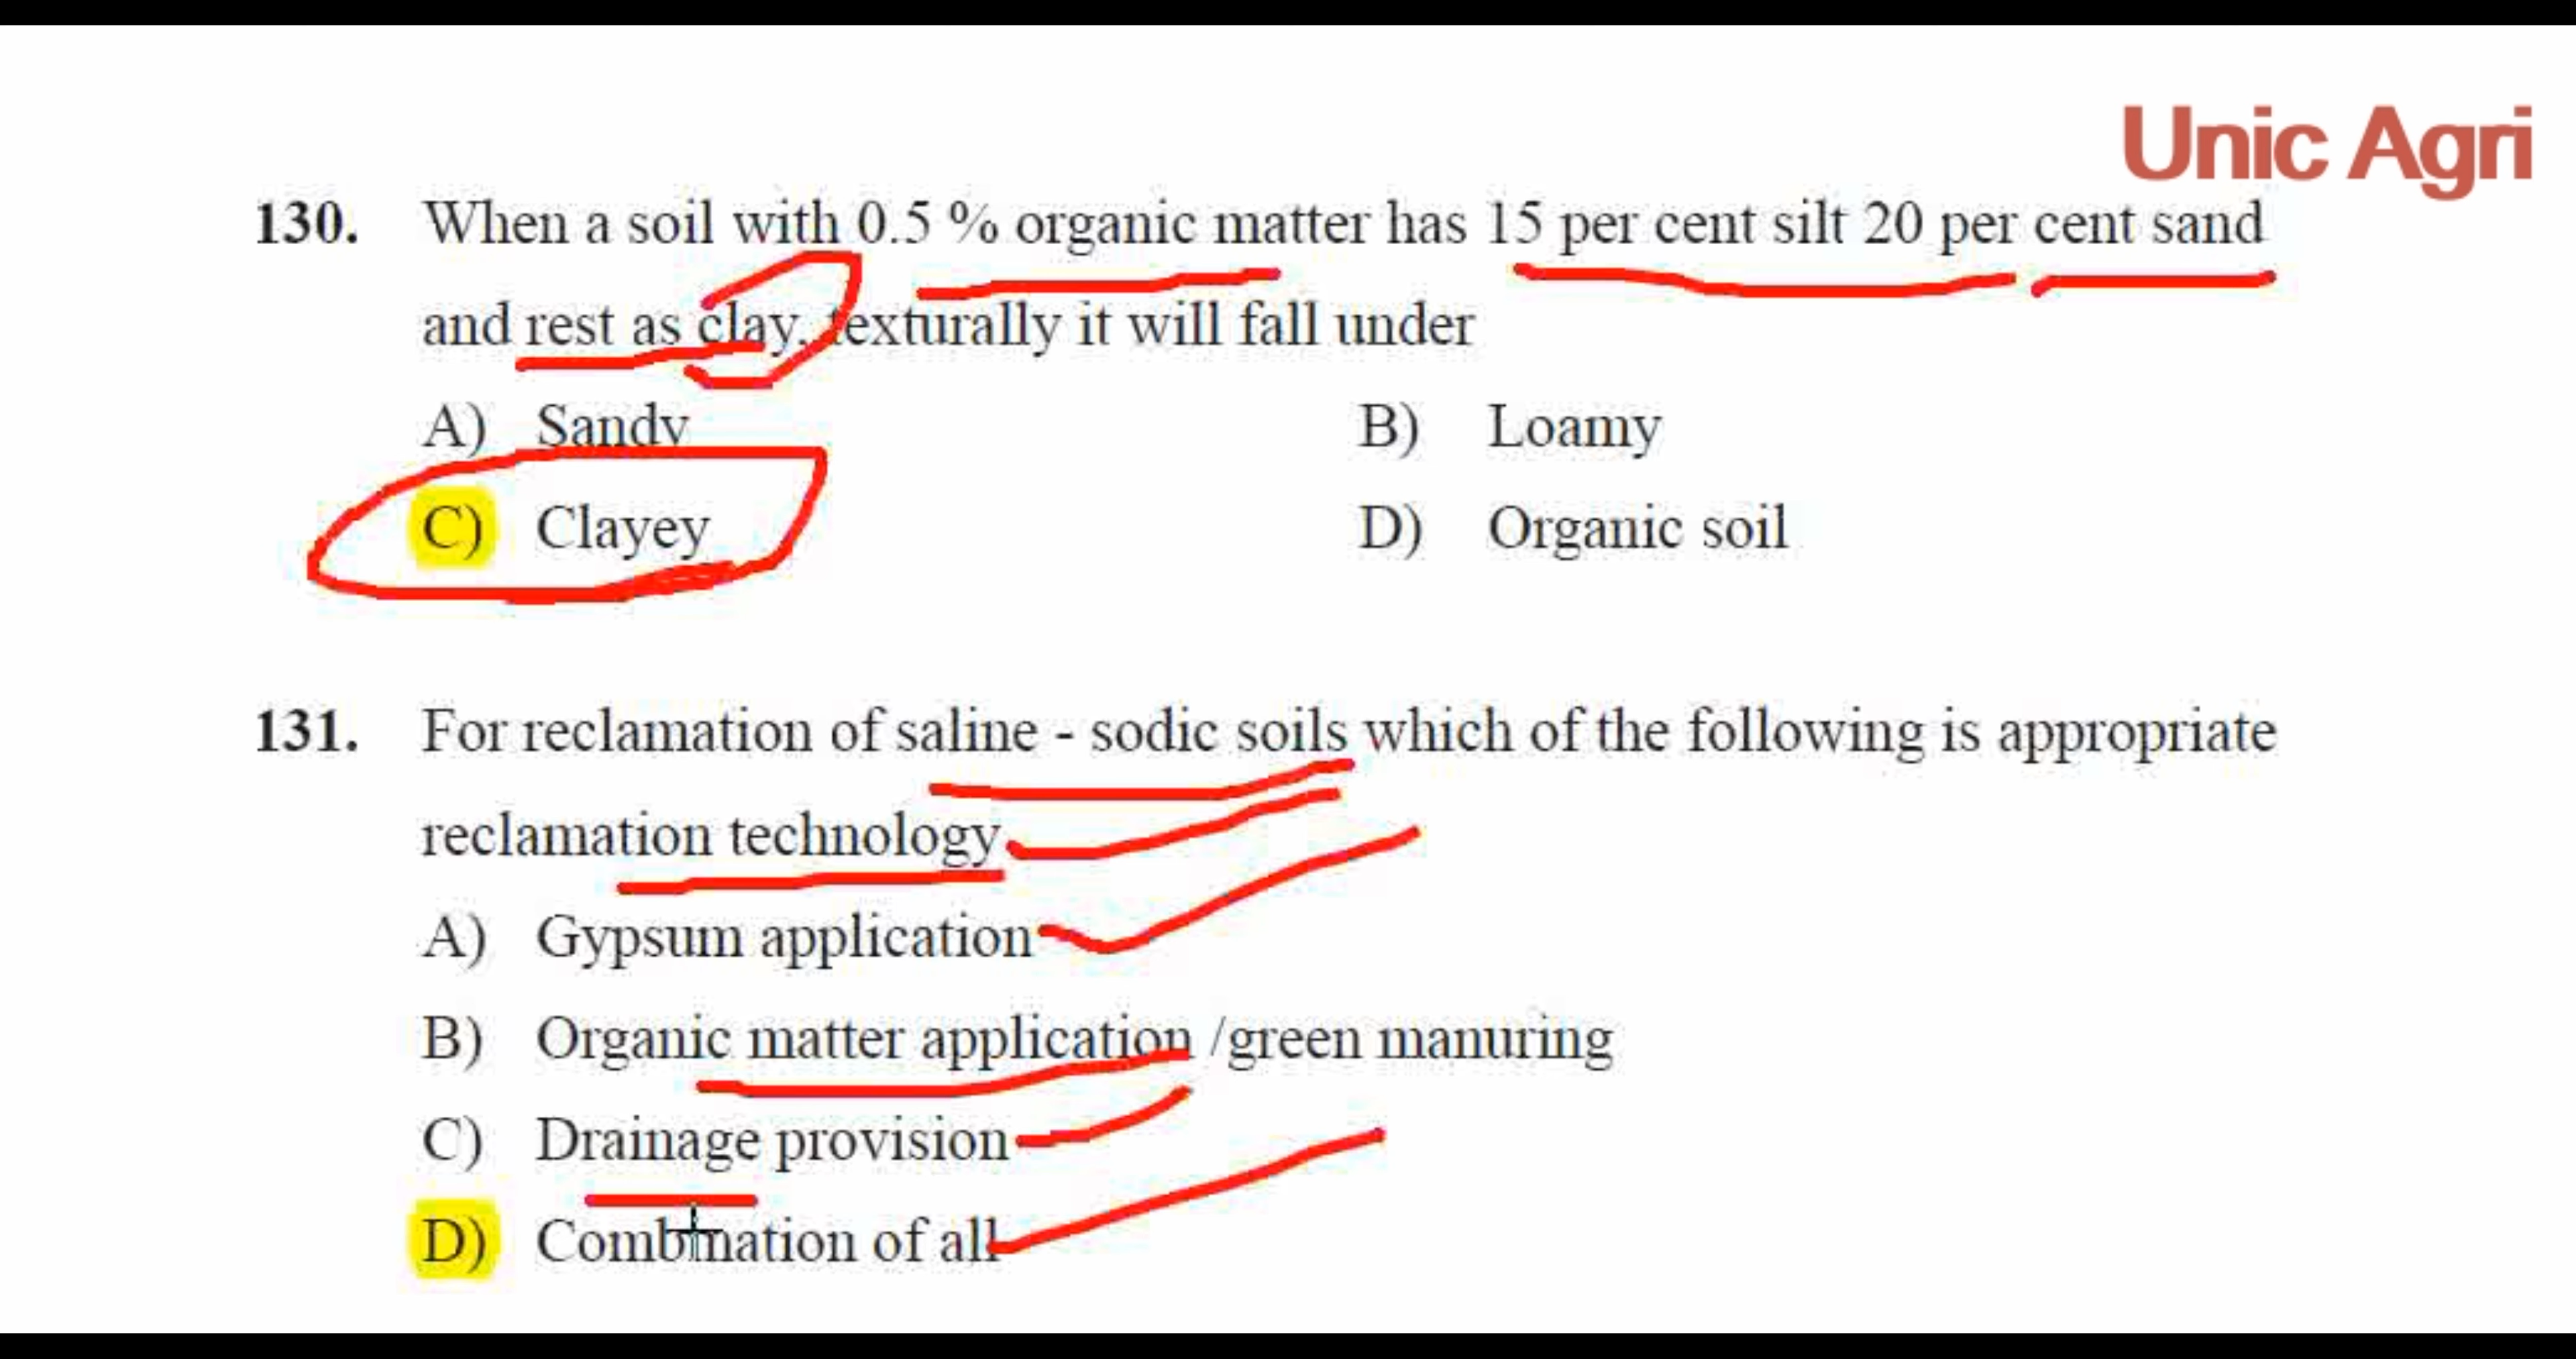 Unic Agri
130. When a soil with 0.5 % organic matter has 15 per cent silt 20 per cent sand
and rest as clay, texturally it will fall under
A) Sandy
B) Loamy
C) Clayey
D) Organic soil
131. For reclamation of saline - sodic soils which of the following is appropriate
reclamation technology
A) Gypsum application
B) Organic matter application /green manuring
C) Drainage provision
D) Combination of all